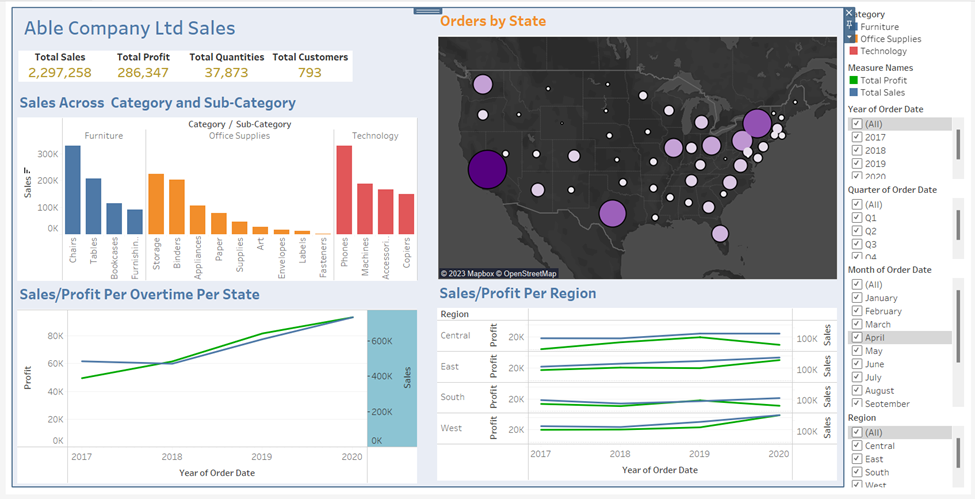 Able Company Ltd Sales
Total Sales Total Profit Total Quantities Total Customers
2,297,258 286,347 37,873 793
Sales Across Category and Sub-Category
Category / Sub-Category
Furniture Office Supplies Technology
Sales
300K
200K
100K
0K
Chairs
Tables
Bookcases
Furnishin..
Storage
Binders
Appliances
Paper
Supplies
Art
Envelopes
Labels
Fasteners
Phones
Machines
Accessori..
Copiers
Orders by State
© 2023 Mapbox © OpenStreetMap
Sales/Profit Per Overtime Per State
Profit
80K
60K
40K
20K
0K
600K
400K
200K
0K
Sales
2017 2018 2019 2020
Year of Order Date
Sales/Profit Per Region
Region
Central Profit 20K 100K Sales
East Profit 20K 100K Sales
South Profit 20K 100K Sales
West Profit 20K 100K Sales
2017 2018 2019 2020
Year of Order Date
Furniture
Office Supplies
Technology
Measure Names
Total Profit
Total Sales
Year of Order Date
(All)
2017
2018
2019
2020
Quarter of Order Date
(All)
Q1
Q2
Q3
Q4
Month of Order Date
(All)
January
February
March
April
May
June
July
August
September
Region
(All)
Central
East
South
West